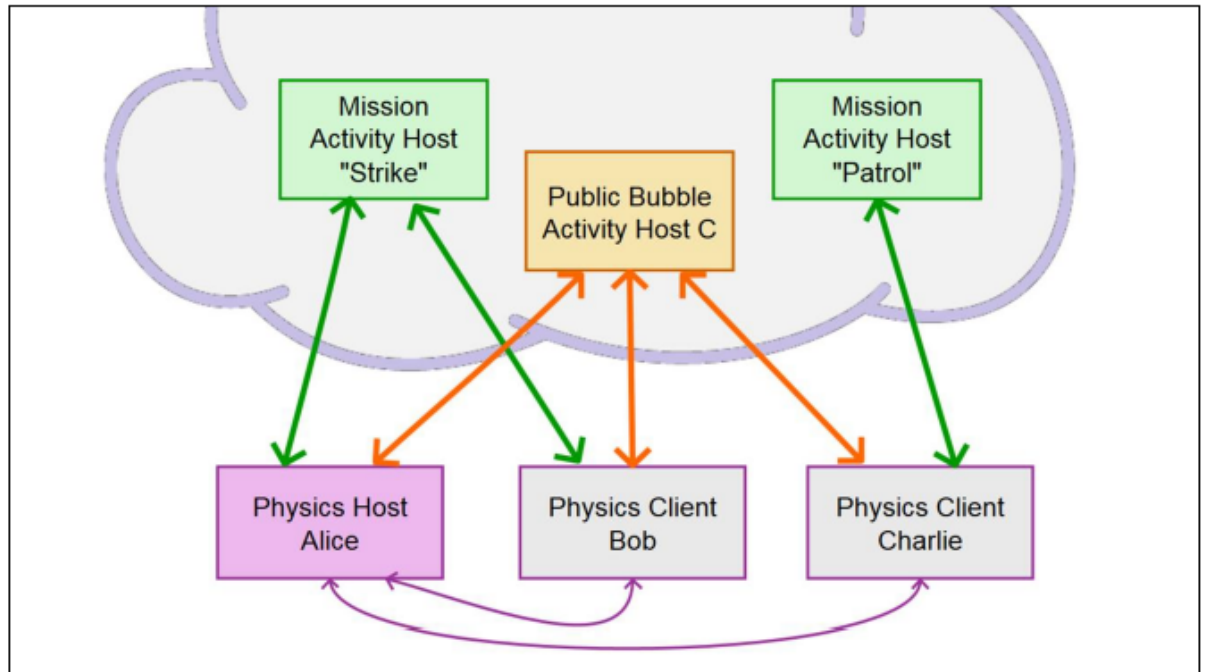 Mission
Activity Host
"Strike"
Mission
Activity Host
"Patrol"
Public Bubble
Activity Host C
Physics Host
Alice
Physics Client
Bob
Physics Client
Charlie